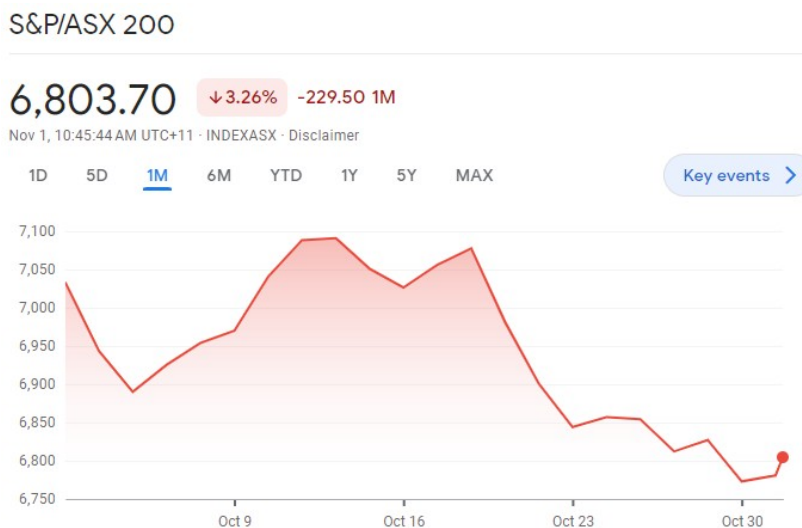 S&P/ASX 200
6,803.70 ↓3.26% -229.50 1M
Nov 1, 10:45:44 AM UTC+11 · INDEXASX · Disclaimer
1D 5D 1M 6M YTD 1Y 5Y MAX Key events
7,100
7,050
7,000
6,950
6,900
6,850
6,800
6,750
Oct 9 Oct 16 Oct 23 Oct 30